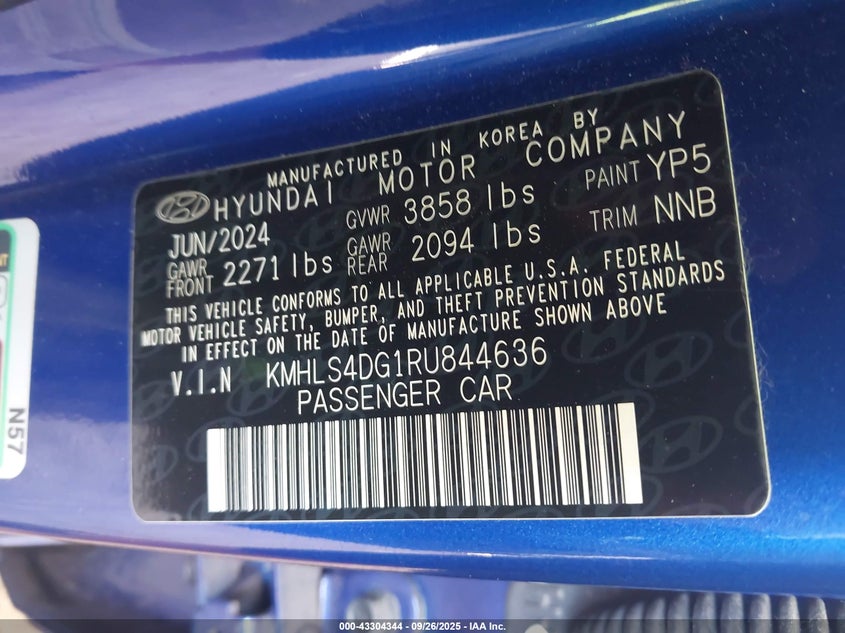 MANUFACTURED IN KOREA BY
HYUNDAI MOTOR COMPANY
JUN/2024 GVWR 3858 lbs PAINT YP5
GAWR FRONT 2271 lbs GAWR REAR 2094 lbs TRIM NNB
THIS VEHICLE CONFORMS TO ALL APPLICABLE U.S.A. FEDERAL
MOTOR VEHICLE SAFETY, BUMPER, AND THEFT PREVENTION STANDARDS
IN EFFECT ON THE DATE OF MANUFACTURE SHOWN ABOVE
V.I.N KMHLS4DG1RU844636
PASSENGER CAR
N57
000-43304344 - 09/26/2025 - IAA Inc.